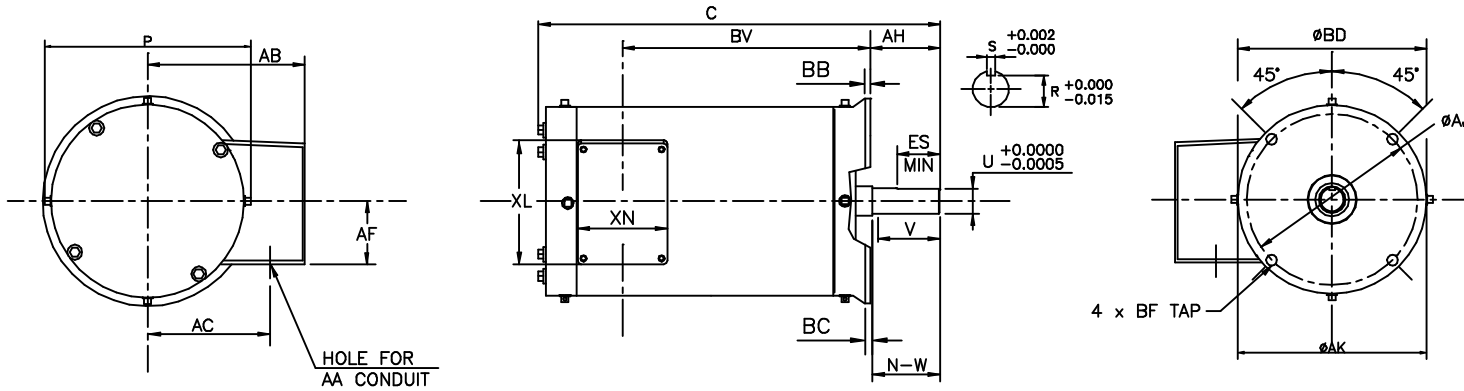 P
AB
AF
AC
HOLE FOR
AA CONDUIT
C
BV
AH
BB
S +0.002
-0.000
R +0.000
-0.015
ES
MIN
U +0.0000
-0.0005
XL
XN
V
BC
N-W
ØBD
45°
45°
4 x BF TAP
ØAK